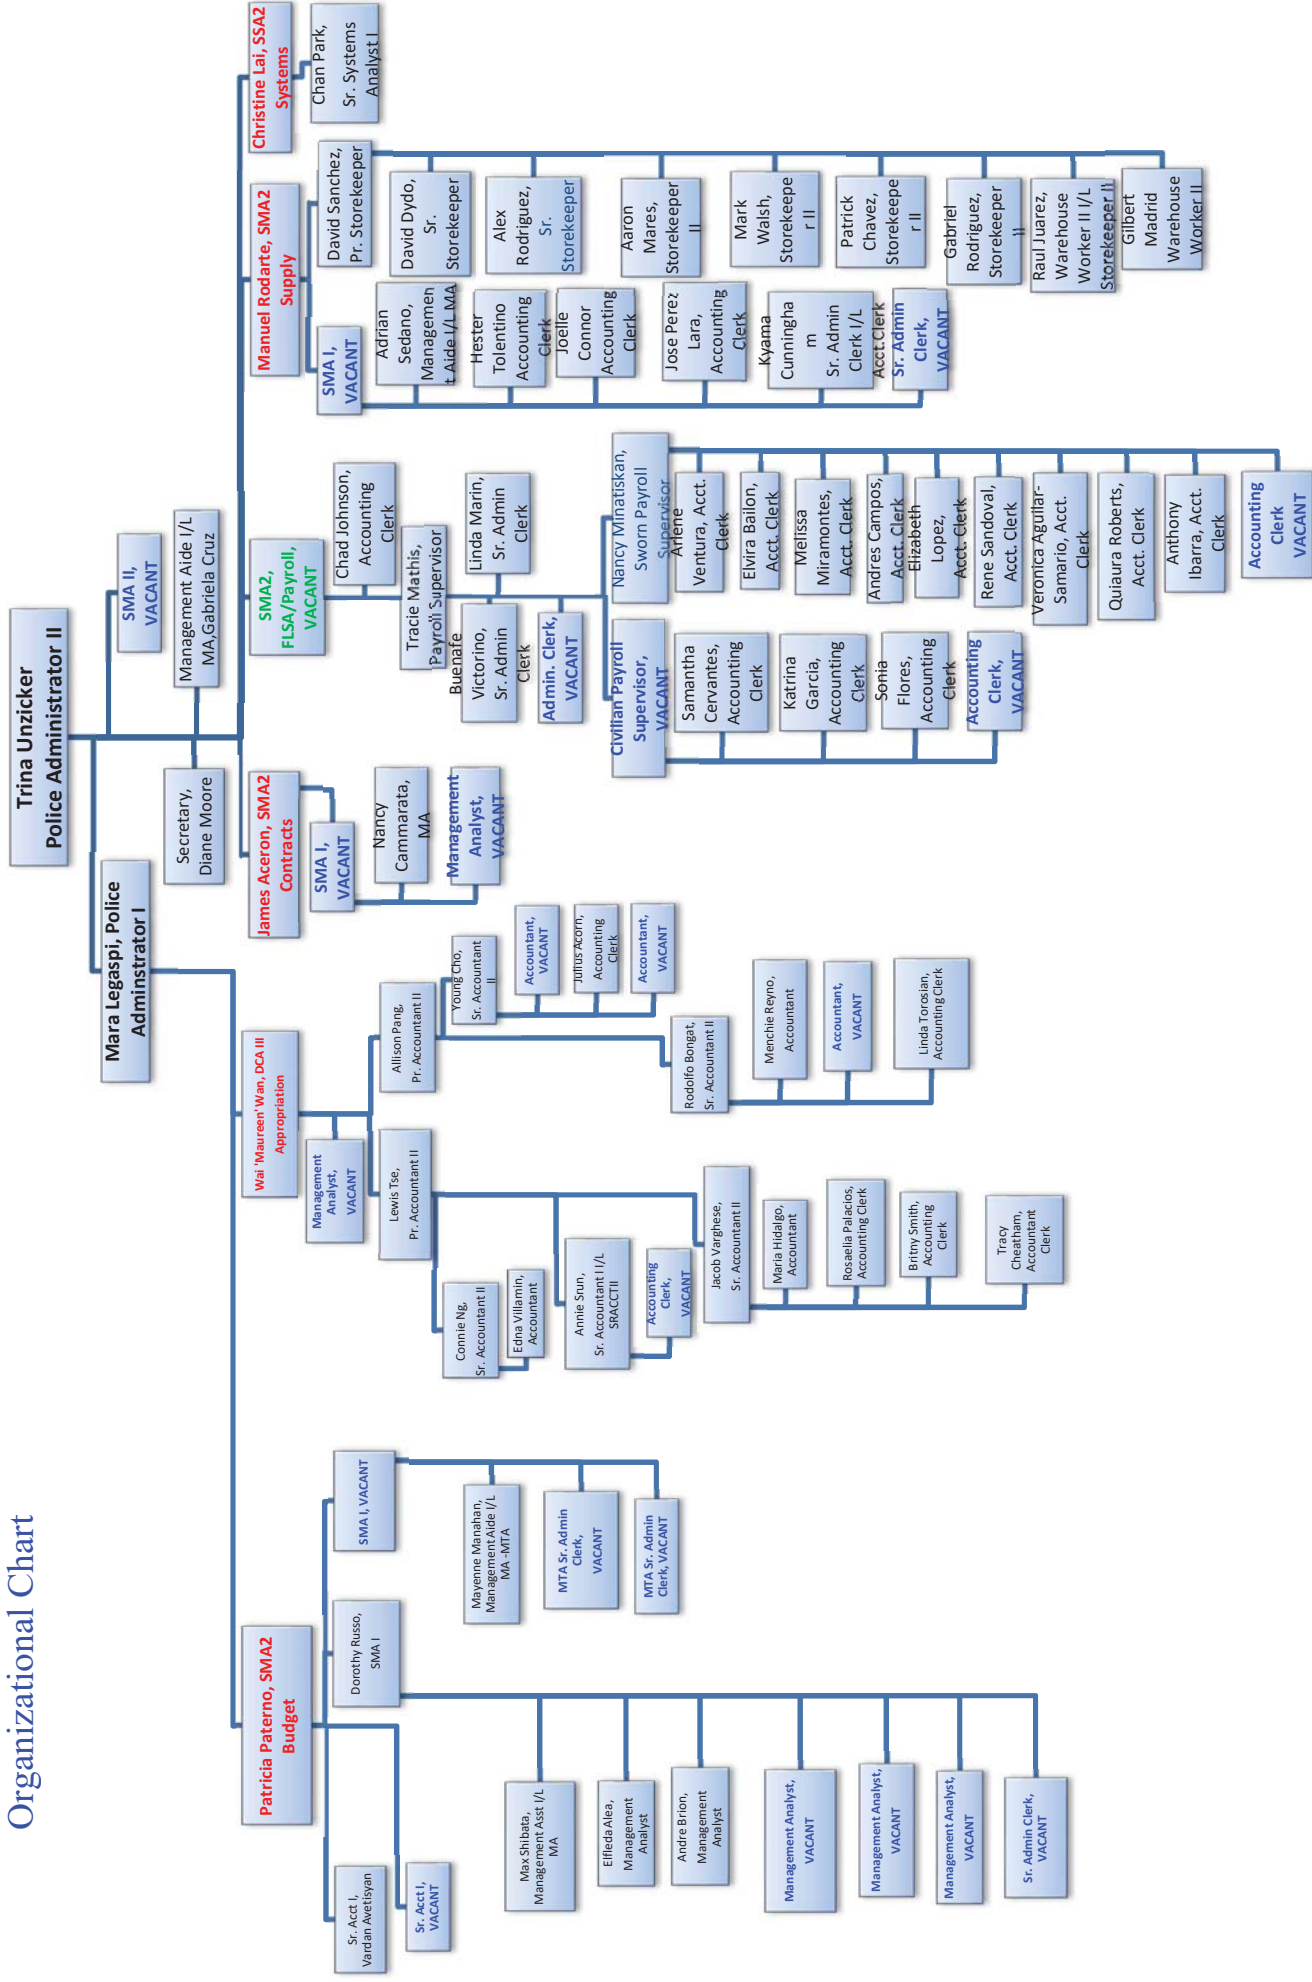 Organizational Chart
Trina Unzicker
Police Administrator II
Mara Legaspi, Police
Adminstrator I
SMA II,
VACANT
Secretary,
Diane Moore
Management Aide I/L
MA,Gabriela Cruz
Patricia Paterno, SMA2
Budget
Wai 'Maureen' Wan, DCA III
Appropriation
James Aceron, SMA2
Contracts
SMA2,
FLSA/Payroll,
VACANT
Manuel Rodarte, SMA2
Supply
Christine Lai, SSA2
Systems
Sr. Acct I,
Vardan Avetisyan
Sr. Acct I,
VACANT
Dorothy Russo,
SMA I
SMA I, VACANT
Max Shibata,
Management Asst I/L
MA
Elfleda Alea,
Management
Analyst
Andre Brion,
Management
Analyst
Management Analyst,
VACANT
Management Analyst,
VACANT
Management Analyst,
VACANT
Sr. Admin Clerk,
VACANT
Mayenne Manahan,
Management Aide I/L
MA -MTA
MTA Sr. Admin
Clerk,
VACANT
MTA Sr. Admin
Clerk, VACANT
Management
Analyst,
VACANT
Lewis Tse,
Pr. Accountant II
Allison Pang,
Pr. Accountant II
Connie Ng,
Sr. Accountant II
Edna Villamin,
Accountant
Annie Srun,
Sr. Accountant I I/L
SRACCTII
Accounting
Clerk,
VACANT
Jacob Varghese,
Sr. Accountant II
Maria Hidalgo,
Accountant
Rosaelia Palacios,
Accounting Clerk
Britny Smith,
Accounting
Clerk
Tracy
Cheatham,
Accountant
Clerk
Young Cho,
Sr. Accountant
II
Accountant,
VACANT
Julius Acorn,
Accounting
Clerk
Accountant,
VACANT
Rodolfo Bongat,
Sr. Accountant II
Menchie Reyno,
Accountant
Accountant,
VACANT
Linda Torosian,
Accounting Clerk
SMA I,
VACANT
Nancy
Cammarata,
MA
Management
Analyst,
VACANT
Chad Johnson,
Accounting
Clerk
Tracie Mathis,
Payroll Supervisor
Buenafe
Victorino,
Sr. Admin
Clerk
Linda Marin,
Sr. Admin
Clerk
Admin. Clerk,
VACANT
Civilian Payroll
Supervisor,
VACANT
Samantha
Cervantes,
Accounting
Clerk
Katrina
Garcia,
Accounting
Clerk
Sonia
Flores,
Accounting
Clerk
Accounting
Clerk,
VACANT
Nancy Minatiskan,
Sworn Payroll
Supervisor
Arlene
Ventura, Acct.
Clerk
Elvira Bailon,
Acct. Clerk
Melissa
Miramontes,
Acct. Clerk
Andres Campos,
Acct. Clerk
Elizabeth
Lopez,
Acct. Clerk
Rene Sandoval,
Acct. Clerk
Veronica Aguilar-
Samario, Acct.
Clerk
Quiaura Roberts,
Acct. Clerk
Anthony
Ibarra, Acct.
Clerk
Accounting
Clerk
VACANT
SMA I,
VACANT
Adrian
Sedano,
Managemen
t Aide I/L MA
Hester
Tolentino
Accounting
Clerk
Joelle
Connor
Accounting
Clerk
Jose Perez
Lara,
Accounting
Clerk
Kyama
Cunningha
m
Sr. Admin
Clerk I/L
Acct.Clerk
Sr. Admin
Clerk,
VACANT
David Sanchez,
Pr. Storekeeper
David Dydo,
Sr.
Storekeeper
Alex
Rodriguez,
Sr.
Storekeeper
Aaron
Mares,
Storekeeper
II
Mark
Walsh,
Storekeepe
r II
Patrick
Chavez,
Storekeepe
r II
Gabriel
Rodriguez,
Storekeeper
II
Raul Juarez,
Warehouse
Worker II I/L
Storekeeper II
Gilbert
Madrid
Warehouse
Worker II
Chan Park,
Sr. Systems
Analyst I